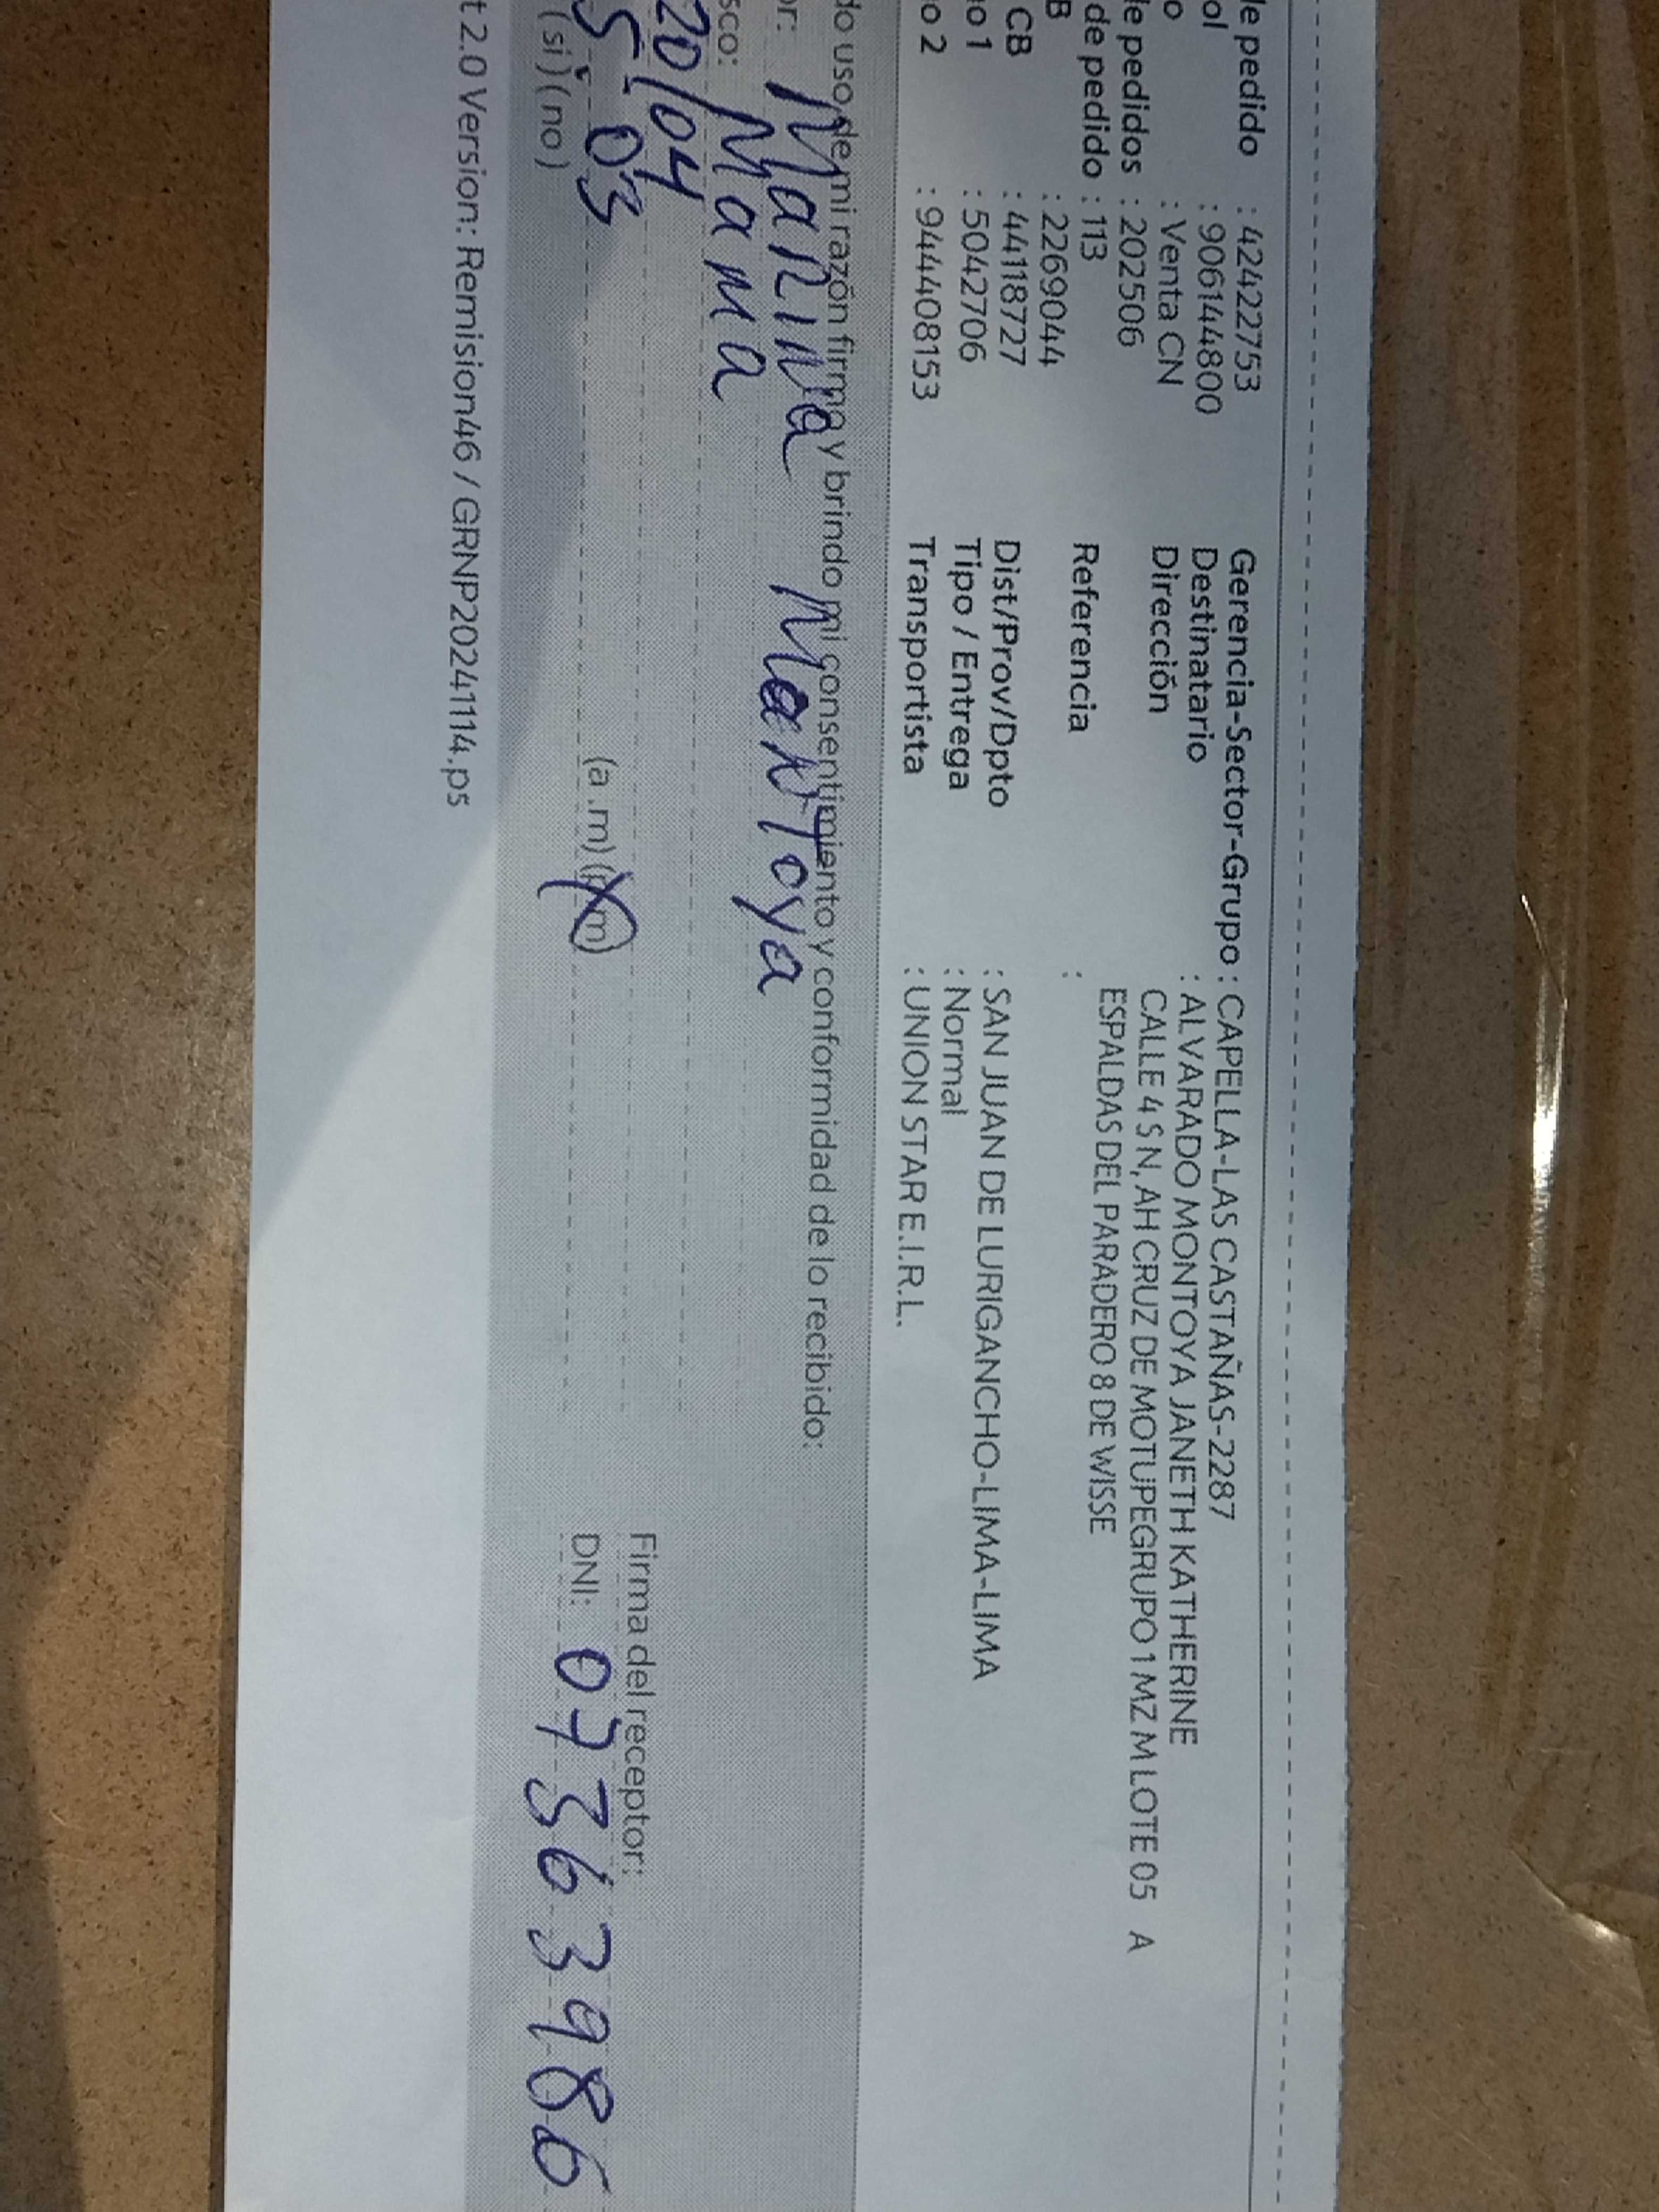 de pedido : 42422753 Gerencia-Sector-Grupo : CAPELLA-LAS CASTAÑAS-2287
ol : 906144800 Destinatario : ALVARADO MONTOYA JANETH KATHERINE
o : Venta CN Dirección CALLE 4 S N, AH CRUZ DE MOTUPEGRUPO 1 MZ M LOTE 05 A
de pedidos : 202506 ESPALDAS DEL PARADERO 8 DE WISSE
de pedido : 113 Referencia :
B : 2269044
CB : 44118727 Dist/Prov/Dpto : SAN JUAN DE LURIGANCHO-LIMA-LIMA
no 1 : 5042706 Tipo / Entrega : Normal
o 2 : 944408153 Transportista : UNION STAR E.I.R.L.
do uso de mi razón firma y brindo mi consentimiento y conformidad de lo recibido:
or: Marina Montoya
sco: Mama
20/04 Firma del receptor:
5 03 (a .m) (p m) DNI: 07363986
(si) (no)
t 2.0 Version: Remision46 / GRNP20241114.ps